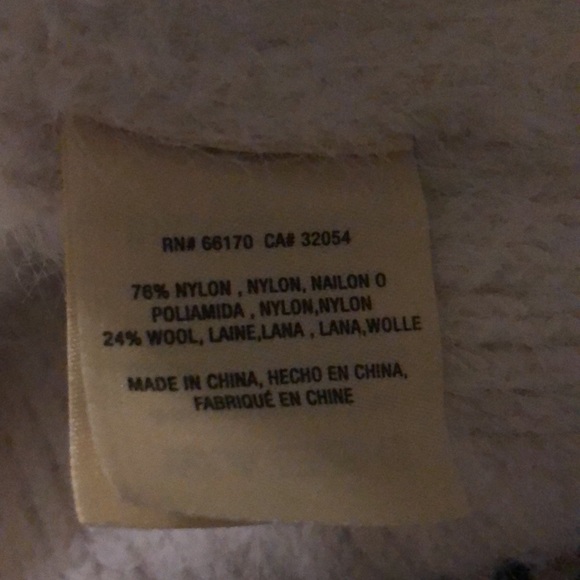 RN# 66170 CA# 32054
76% NYLON , NYLON, NAILON O
POLIAMIDA , NYLON,NYLON
24% WOOL, LAINE,LANA , LANA,WOLLE
MADE IN CHINA, HECHO EN CHINA,
FABRIQUÉ EN CHINE